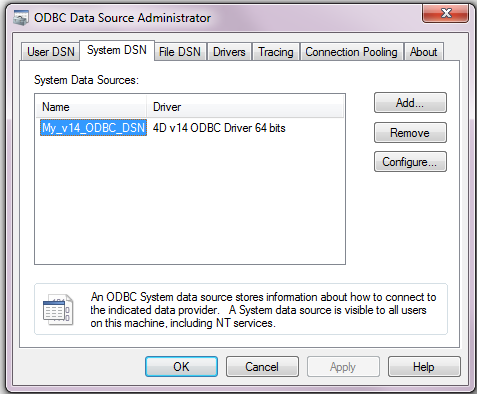 ODBC Data Source Administrator
User DSN System DSN File DSN Drivers Tracing Connection Pooling About
System Data Sources:
Name Driver
My_v14_ODBC_DSN 4D v14 ODBC Driver 64 bits
Add...
Remove
Configure...
An ODBC System data source stores information about how to connect to
the indicated data provider. A System data source is visible to all users
on this machine, including NT services.
OK Cancel Apply Help